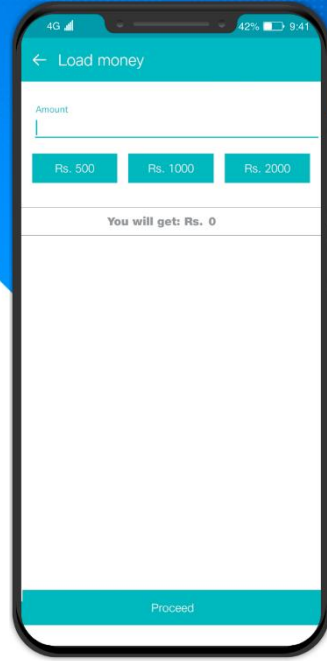 4G 42% 9:41
← Load money
Amount
Rs. 500 Rs. 1000 Rs. 2000
You will get: Rs. 0
Proceed